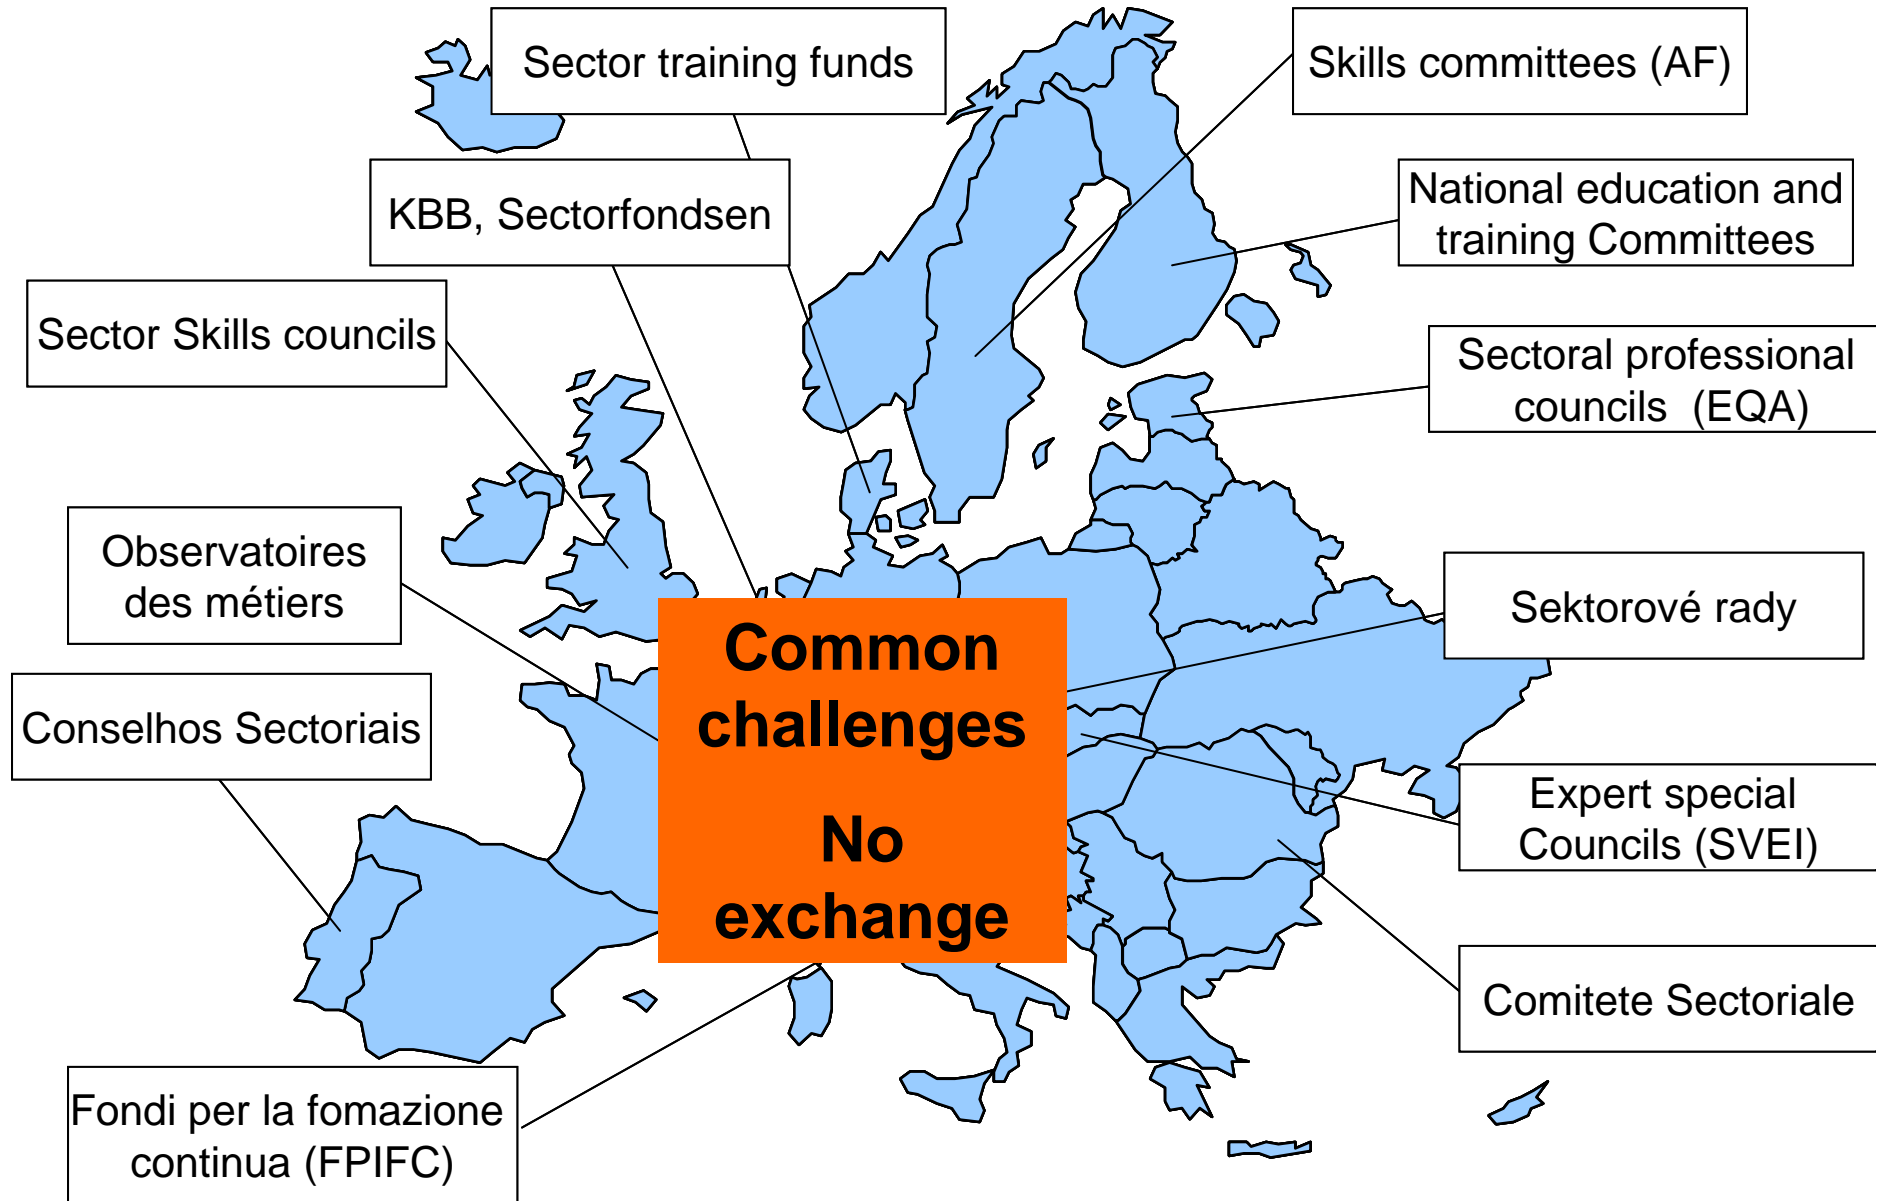 Sector training funds
Skills committees (AF)
KBB, Sectorfondsen
National education and
training Committees
Sector Skills councils
Sectoral professional
councils (EQA)
Observatoires
des métiers
Sektorové rady
Common
challenges
No
exchange
Conselhos Sectoriais
Expert special
Councils (SVEI)
Comitete Sectoriale
Fondi per la fomazione
continua (FPIFC)